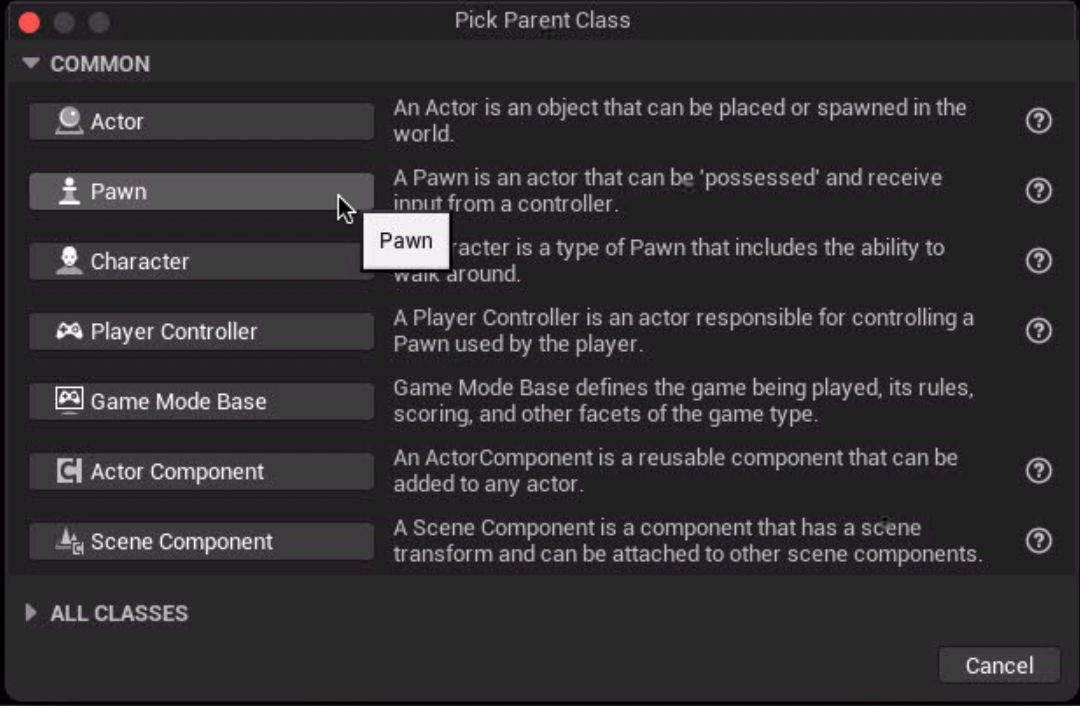 Pick Parent Class
COMMON
Actor
An Actor is an object that can be placed or spawned in the
world.
Pawn
A Pawn is an actor that can be 'possessed' and receive
input from a controller.
Pawn
Character
is a type of Pawn that includes the ability to
walk around.
Player Controller
A Player Controller is an actor responsible for controlling a
Pawn used by the player.
Game Mode Base
Game Mode Base defines the game being played, its rules,
scoring, and other facets of the game type.
Actor Component
An ActorComponent is a reusable component that can be
added to any actor.
Scene Component
A Scene Component is a component that has a scene
transform and can be attached to other scene components.
ALL CLASSES
Cancel